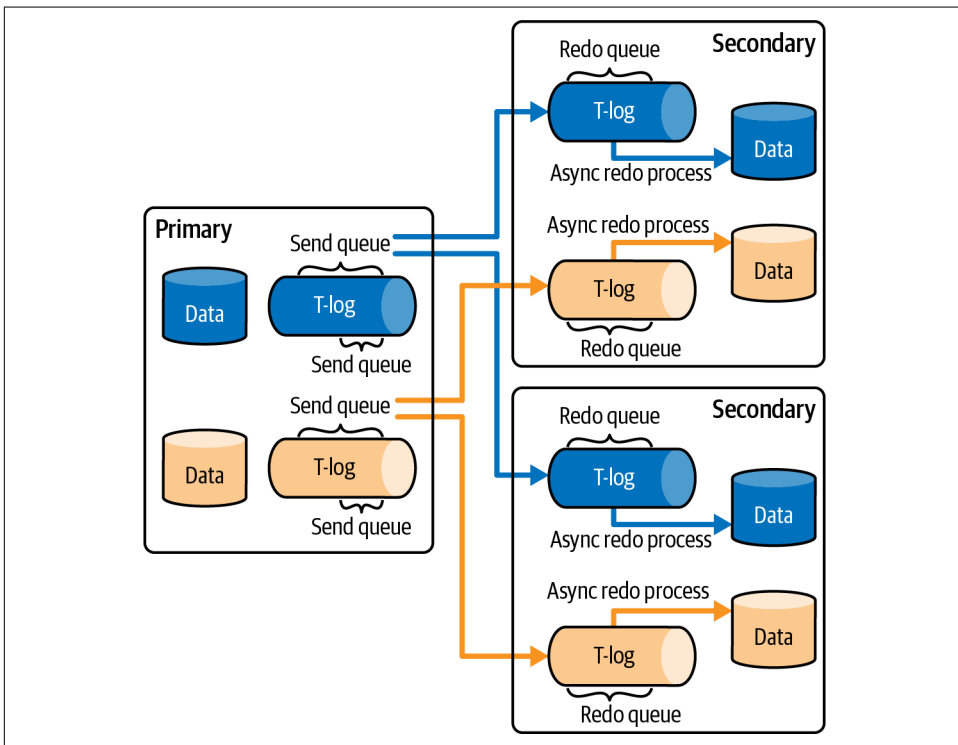 Primary
Send queue
Data
T-log
Send queue
Send queue
Data
T-log
Send queue
Secondary
Redo queue
T-log
Data
Async redo process
Async redo process
Data
T-log
Redo queue
Secondary
Redo queue
T-log
Data
Async redo process
Async redo process
Data
T-log
Redo queue